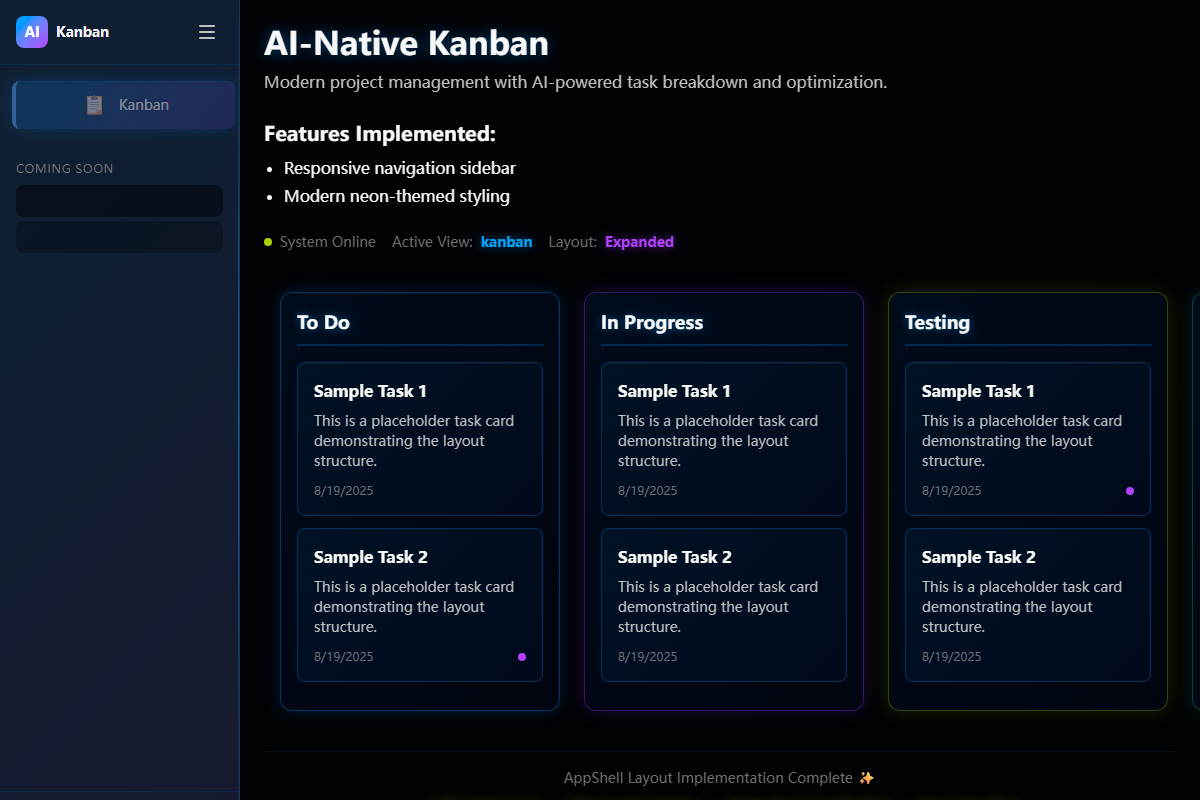 AI Kanban
Kanban
COMING SOON
AI-Native Kanban
Modern project management with AI-powered task breakdown and optimization.
Features Implemented:
• Responsive navigation sidebar
• Modern neon-themed styling
System Online Active View: kanban Layout: Expanded
To Do
Sample Task 1
This is a placeholder task card
demonstrating the layout
structure.
8/19/2025
Sample Task 2
This is a placeholder task card
demonstrating the layout
structure.
8/19/2025
In Progress
Sample Task 1
This is a placeholder task card
demonstrating the layout
structure.
8/19/2025
Sample Task 2
This is a placeholder task card
demonstrating the layout
structure.
8/19/2025
Testing
Sample Task 1
This is a placeholder task card
demonstrating the layout
structure.
8/19/2025
Sample Task 2
This is a placeholder task card
demonstrating the layout
structure.
8/19/2025
AppShell Layout Implementation Complete ✨